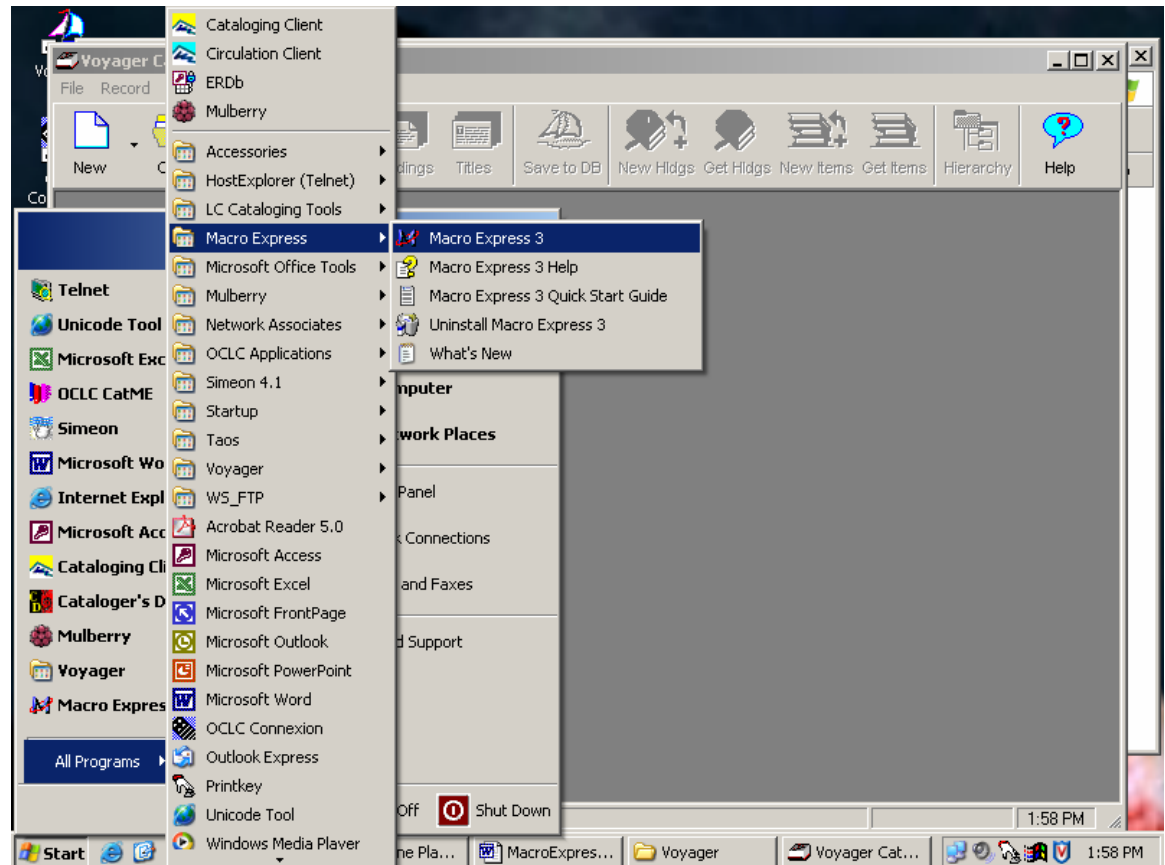 Voyager C
File Record
New
dings Titles Save to DB New Hldgs Get Hldgs New Items Get Items Hierarchy Help
Cataloging Client
Circulation Client
ERDb
Mulberry
Accessories
HostExplorer (Telnet)
LC Cataloging Tools
Macro Express
Microsoft Office Tools
Mulberry
Network Associates
OCLC Applications
Simeon 4.1
Startup
Taos
Voyager
WS_FTP
Acrobat Reader 5.0
Microsoft Access
Microsoft Excel
Microsoft FrontPage
Microsoft Outlook
Microsoft PowerPoint
Microsoft Word
OCLC Connexion
Outlook Express
Printkey
Unicode Tool
Windows Media Player
Macro Express 3
Macro Express 3 Help
Macro Express 3 Quick Start Guide
Uninstall Macro Express 3
What's New
Telnet
Unicode Tool
Microsoft Exc
OCLC CatME
Simeon
Microsoft Wo
Internet Expl
Microsoft Acc
Cataloging Cli
Cataloger's D
Mulberry
Voyager
Macro Expres
All Programs
mputer
work Places
Panel
Connections
and Faxes
d Support
Off Shut Down
1:58 PM
Start
ne Pla... MacroExpres... Voyager Voyager Cat... 1:58 PM